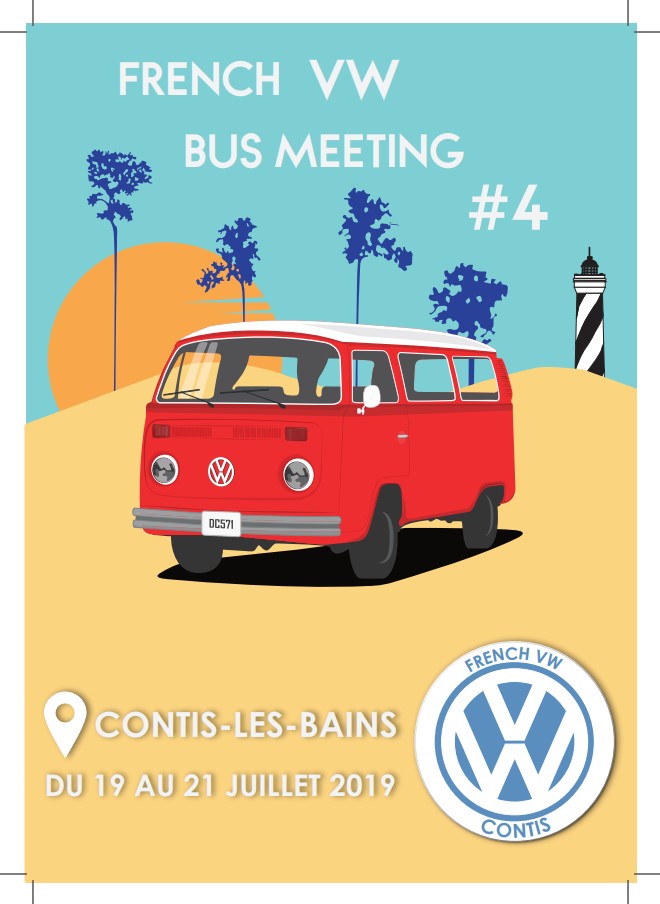 FRENCH VW
BUS MEETING
#4
DC571
CONTIS-LES-BAINS
DU 19 AU 21 JUILLET 2019
FRENCH VW
CONTIS